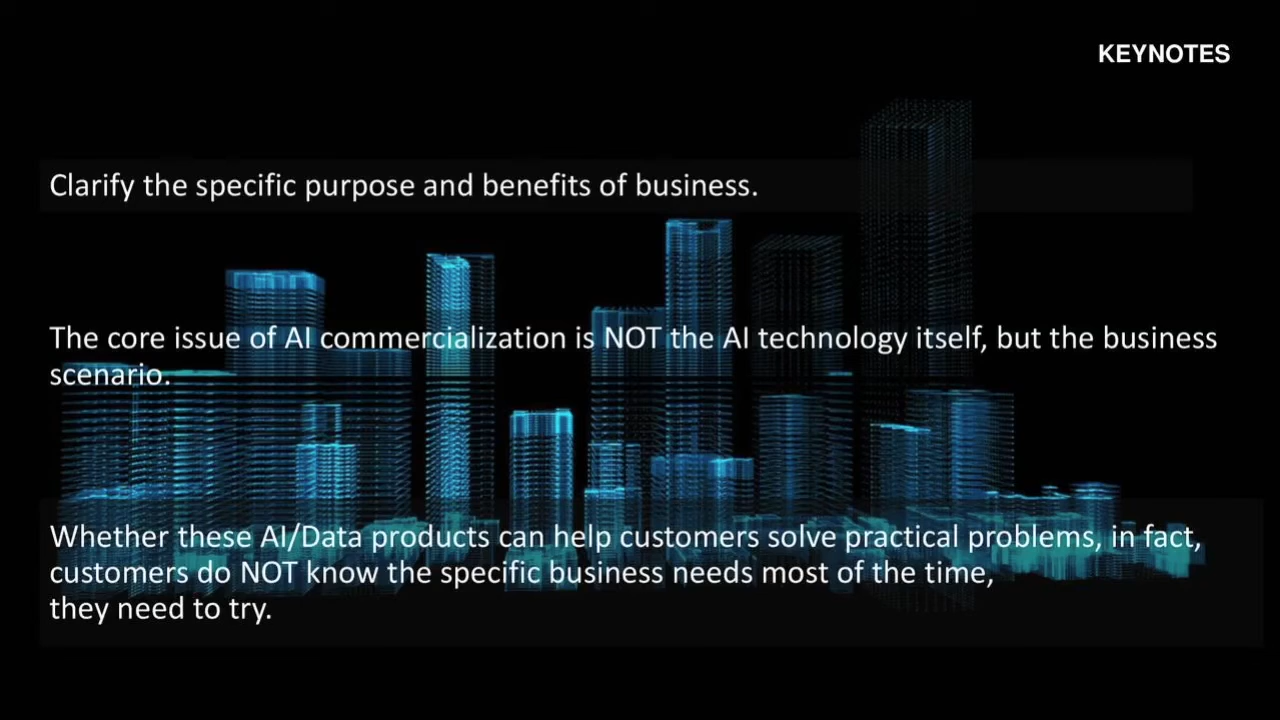 KEYNOTES
Clarify the specific purpose and benefits of business.
The core issue of AI commercialization is NOT the AI technology itself, but the business
scenario.
Whether these AI/Data products can help customers solve practical problems, in fact,
customers do NOT know the specific business needs most of the time,
they need to try.